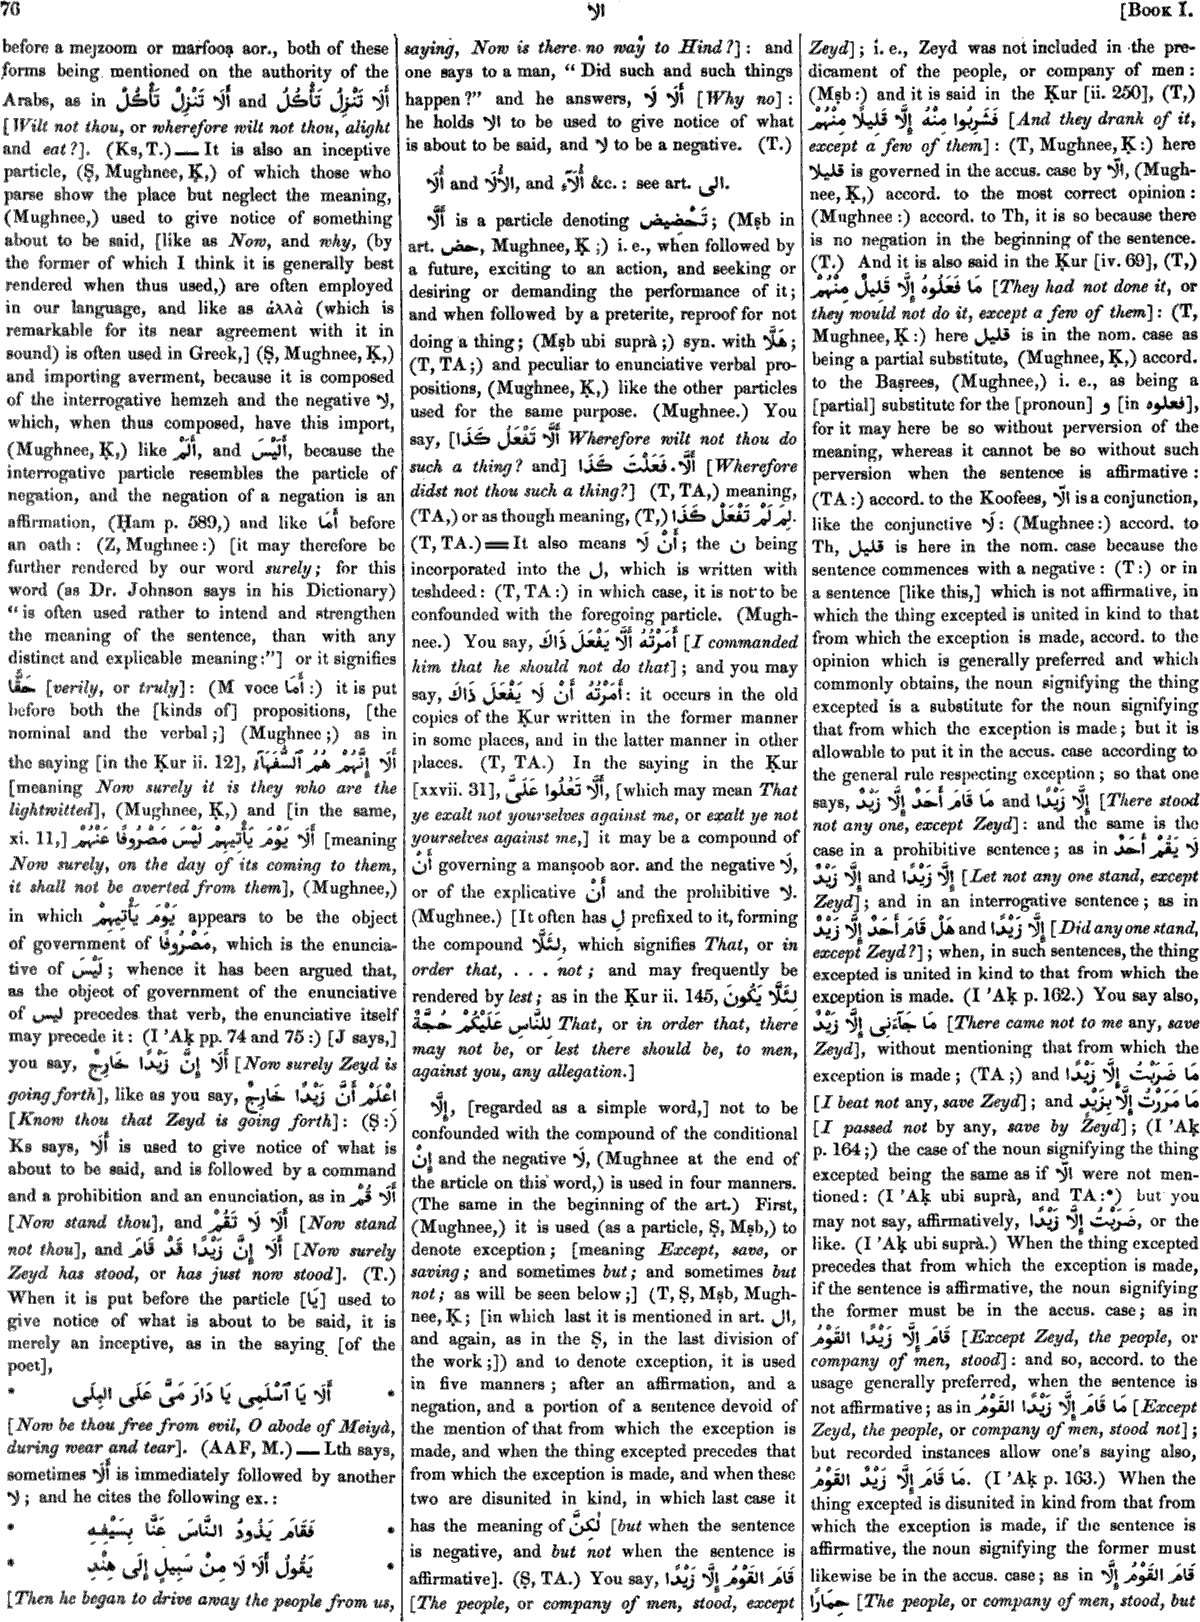 76
الا
[Book I.
before a mejzoom or marfooạ aor., both of these
forms being mentioned on the authority of the
Arabs, as in أَلَا تَنْزِلْ تَأْكُلْ and أَلَا تَنْزِلُ تَأْكُلُ
[Wilt not thou, or wherefore wilt not thou, alight
and eat?]. (Ks, T.) — It is also an inceptive
particle, (Ṣ, Mughnee, Ḳ,) of which those who
parse show the place but neglect the meaning,
(Mughnee,) used to give notice of something
about to be said, [like as Now, and why, (by
the former of which I think it is generally best
rendered when thus used,) are often employed
in our language, and like as ἀλλὰ (which is
remarkable for its near agreement with it in
sound) is often used in Greek,] (Ṣ, Mughnee, Ḳ,)
and importing averment, because it is composed
of the interrogative hemzeh and the negative لا,
which, when thus composed, have this import,
(Mughnee, Ḳ,) like أَلَمْ, and أَلَيْسَ, because the
interrogative particle resembles the particle of
negation, and the negation of a negation is an
affirmation, (Ḥam p. 589,) and like أَمَا before
an oath: (Z, Mughnee:) [it may therefore be
further rendered by our word surely; for this
word (as Dr. Johnson says in his Dictionary)
"is often used rather to intend and strengthen
the meaning of the sentence, than with any
distinct and explicable meaning:"] or it signifies
حَقًّا [verily, or truly]: (M voce أَمَا:) it is put
before both the [kinds of] propositions, [the
nominal and the verbal;] (Mughnee;) as in
the saying [in the Ḳur ii. 12], أَلَا إِنَّهُمْ هُمُ ٱلسُّفَهَآءُ
[meaning Now surely it is they who are the
lightwitted], (Mughnee, Ḳ,) and [in the same,
xi. 11,] أَلَا يَوْمَ يَأْتِيهِمْ لَيْسَ مَصْرُوفًا عَنْهُمْ [meaning
Now surely, on the day of its coming to them,
it shall not be averted from them], (Mughnee,)
in which يَوْمَ يَأْتِيهِمْ appears to be the object
of government of مَصْرُوفًا, which is the enuncia-
tive of لَيْسَ; whence it has been argued that,
as the object of government of the enunciative
of ليس precedes that verb, the enunciative itself
may precede it: (I 'Aḳ pp. 74 and 75:) [J says,]
you say, أَلَا إِنَّ زَيْدًا خَارِجٌ [Now surely Zeyd is
going forth], like as you say, اعْلَمْ أَنَّ زَيْدًا خَارِجٌ
[Know thou that Zeyd is going forth]: (Ṣ:)
Ks says, أَلَا is used to give notice of what is
about to be said, and is followed by a command
and a prohibition and an enunciation, as in أَلَا قُمْ
[Now stand thou], and أَلَا لَا تَقُمْ [Now stand
not thou], and أَلَا إِنَّ زَيْدًا قَدْ قَامَ [Now surely
Zeyd has stood, or has just now stood]. (T.)
When it is put before the particle [يَا] used to
give notice of what is about to be said, it is
merely an inceptive, as in the saying [of the
poet],
* أَلَا يَا ٱسْلَمِى يَا دَارَ مَىَّ عَلَى البِلَى *
[Now be thou free from evil, O abode of Meiyà,
during wear and tear]. (AAF, M.) — Lth says,
sometimes أَلَا is immediately followed by another
لا; and he cites the following ex.:
* فَقَامَ يَذُودُ النَّاسَ عَنَّا بِسَيْفِهِ *
* يَقُولُ أَلَا لَا مِنْ سَبِيلٍ إِلَى هِنْدِ *
[Then he began to drive away the people from us,
saying, Now is there no way to Hind?]: and
one says to a man, "Did such and such things
happen?" and he answers, أَلَا لَا [Why no]:
he holds الا to be used to give notice of what
is about to be said, and لا to be a negative. (T.)
أُلَا and الأُلَا, and أُلَآءِ &c.: see art. الى.
أَلَّا is a particle denoting تَحْضِيض; (Mṣb in
art. حض, Mughnee, Ḳ;) i. e., when followed by
a future, exciting to an action, and seeking or
desiring or demanding the performance of it;
and when followed by a preterite, reproof for not
doing a thing; (Mṣb ubi suprà;) syn. with هَلَّا;
(T, TA;) and peculiar to enunciative verbal pro-
positions, (Mughnee, Ḳ,) like the other particles
used for the same purpose. (Mughnee.) You
say, [أَلَّا تَفْعَلُ كَذَا Wherefore wilt not thou do
such a thing? and] أَلَّا فَعَلْتَ كَذَا [Wherefore
didst not thou such a thing?] (T, TA,) meaning,
(TA,) or as though meaning, (T,) لِمَ لَمْ تَفْعَلْ كَذَا.
(T, TA.) = It also means أَنْ لَا; the ن being
incorporated into the ل, which is written with
teshdeed: (T, TA:) in which case, it is not to be
confounded with the foregoing particle. (Mugh-
nee.) You say, أَمَرْتُهُ أَلَّا يَفْعَلَ ذَاكَ [I commanded
him that he should not do that]; and you may
say, أَمَرْتُهُ أَنْ لَا يَفْعَلَ ذَاكَ: it occurs in the old
copies of the Ḳur written in the former manner
in some places, and in the latter manner in other
places. (T, TA.) In the saying in the Ḳur
[xxvii. 31], أَلَّا تَعْلُوا عَلَىَّ, [which may mean That
ye exalt not yourselves against me, or exalt ye not
yourselves against me,] it may be a compound of
أَنْ governing a manṣoob aor. and the negative لَا,
or of the explicative أَنْ and the prohibitive لا.
(Mughnee.) [It often has لِ prefixed to it, forming
the compound لِئَلَّا, which signifies That, or in
order that, . . . not; and may frequently be
rendered by lest; as in the Ḳur ii. 145, لِئَلَّا يَكُونَ
لِلنَّاسِ عَلَيْكُمْ حُجَّةٌ That, or in order that, there
may not be, or lest there should be, to men,
against you, any allegation.]
إِلَّا, [regarded as a simple word,] not to be
confounded with the compound of the conditional
إِنْ and the negative لَا, (Mughnee at the end of
the article on this word,) is used in four manners.
(The same in the beginning of the art.) First,
(Mughnee,) it is used (as a particle, Ṣ, Mṣb,) to
denote exception; [meaning Except, save, or
saving; and sometimes but; and sometimes but
not; as will be seen below;] (T, Ṣ, Mṣb, Mugh-
nee, Ḳ; [in which last it is mentioned in art. ال,
and again, as in the Ṣ, in the last division of
the work;]) and to denote exception, it is used
in five manners; after an affirmation, and a
negation, and a portion of a sentence devoid of
the mention of that from which the exception is
made, and when the thing excepted precedes that
from which the exception is made, and when these
two are disunited in kind, in which last case it
has the meaning of لٰكِنَّ [but when the sentence
is negative, and but not when the sentence is
affirmative]. (Ṣ, TA.) You say, قَامَ القَوْمُ إِلَّا زَيْدًا
[The people, or company of men, stood, except
Zeyd]; i. e., Zeyd was not included in the pre-
dicament of the people, or company of men:
(Mṣb:) and it is said in the Ḳur [ii. 250], (T,)
فَشَرِبُوا مِنْهُ إِلَّا قَلِيلًا مِنْهُمْ [And they drank of it,
except a few of them]: (T, Mughnee, Ḳ:) here
قليلا is governed in the accus. case by الّا, (Mugh-
nee, Ḳ,) accord. to the most correct opinion:
(Mughnee:) accord. to Th, it is so because there
is no negation in the beginning of the sentence.
(T.) And it is also said in the Ḳur [iv. 69], (T,)
مَا فَعَلُوهُ إِلَّا قَلِيلٌ مِنْهُمْ [They had not done it, or
they would not do it, except a few of them]: (T,
Mughnee, Ḳ:) here قليل is in the nom. case as
being a partial substitute, (Mughnee, Ḳ,) accord.
to the Baṣrees, (Mughnee,) i. e., as being a
[partial] substitute for the [pronoun] و [in فعلوه],
for it may here be so without perversion of the
meaning, whereas it cannot be so without such
perversion when the sentence is affirmative:
(TA:) accord. to the Koofees, الّا is a conjunction,
like the conjunctive لَا: (Mughnee:) accord. to
Th, قليل is here in the nom. case because the
sentence commences with a negative: (T:) or in
a sentence [like this,] which is not affirmative, in
which the thing excepted is united in kind to that
from which the exception is made, accord. to the
opinion which is generally preferred and which
commonly obtains, the noun signifying the thing
excepted is a substitute for the noun signifying
that from which the exception is made; but it is
allowable to put it in the accus. case according to
the general rule respecting exception; so that one
says, مَا قَامَ أَحَدٌ إِلَّا زَيْدٌ and إِلَّا زَيْدًا [There stood
not any one, except Zeyd]: and the same is the
case in a prohibitive sentence; as in لَا يَقُمْ أَحَدٌ
إِلَّا زَيْدٌ and إِلَّا زَيْدًا [Let not any one stand, except
Zeyd]; and in an interrogative sentence; as in
هَلْ قَامَ أَحَدٌ إِلَّا زَيْدٌ and إِلَّا زَيْدًا [Did any one stand,
except Zeyd?]; when, in such sentences, the thing
excepted is united in kind to that from which the
exception is made. (I 'Aḳ p. 162.) You say also,
مَا جَآءَنِى إِلَّا زَيْدٌ [There came not to me any, save
Zeyd], without mentioning that from which the
exception is made; (TA;) and مَا ضَرَبْتُ إِلَّا زَيْدًا
[I beat not any, save Zeyd]; and مَا مَرَرْتُ إِلَّا بِزَيْدٍ
[I passed not by any, save by Zeyd]; (I 'Aḳ
p. 164;) the case of the noun signifying the thing
excepted being the same as if الّا were not men-
tioned: (I 'Aḳ ubi suprà, and TA:*) but you
may not say, affirmatively, ضَرَبْتُ إِلَّا زَيْدًا, or the
like. (I 'Aḳ ubi suprà.) When the thing excepted
precedes that from which the exception is made,
if the sentence is affirmative, the noun signifying
the former must be in the accus. case; as in
قَامَ إِلَّا زَيْدًا القَوْمُ [Except Zeyd, the people, or
company of men, stood]: and so, accord. to the
usage generally preferred, when the sentence is
not affirmative; as in مَا قَامَ إِلَّا زَيْدًا القَوْمُ [Except
Zeyd, the people, or company of men, stood not];
but recorded instances allow one's saying also,
مَا قَامَ إِلَّا زَيْدٌ القَوْمُ. (I 'Aḳ p. 163.) When the
thing excepted is disunited in kind from that from
which the exception is made, if the sentence is
affirmative, the noun signifying the former must
likewise be in the accus. case; as in قَامَ القَوْمُ إِلَّا
حِمَارًا [The people, or company of men, stood, but